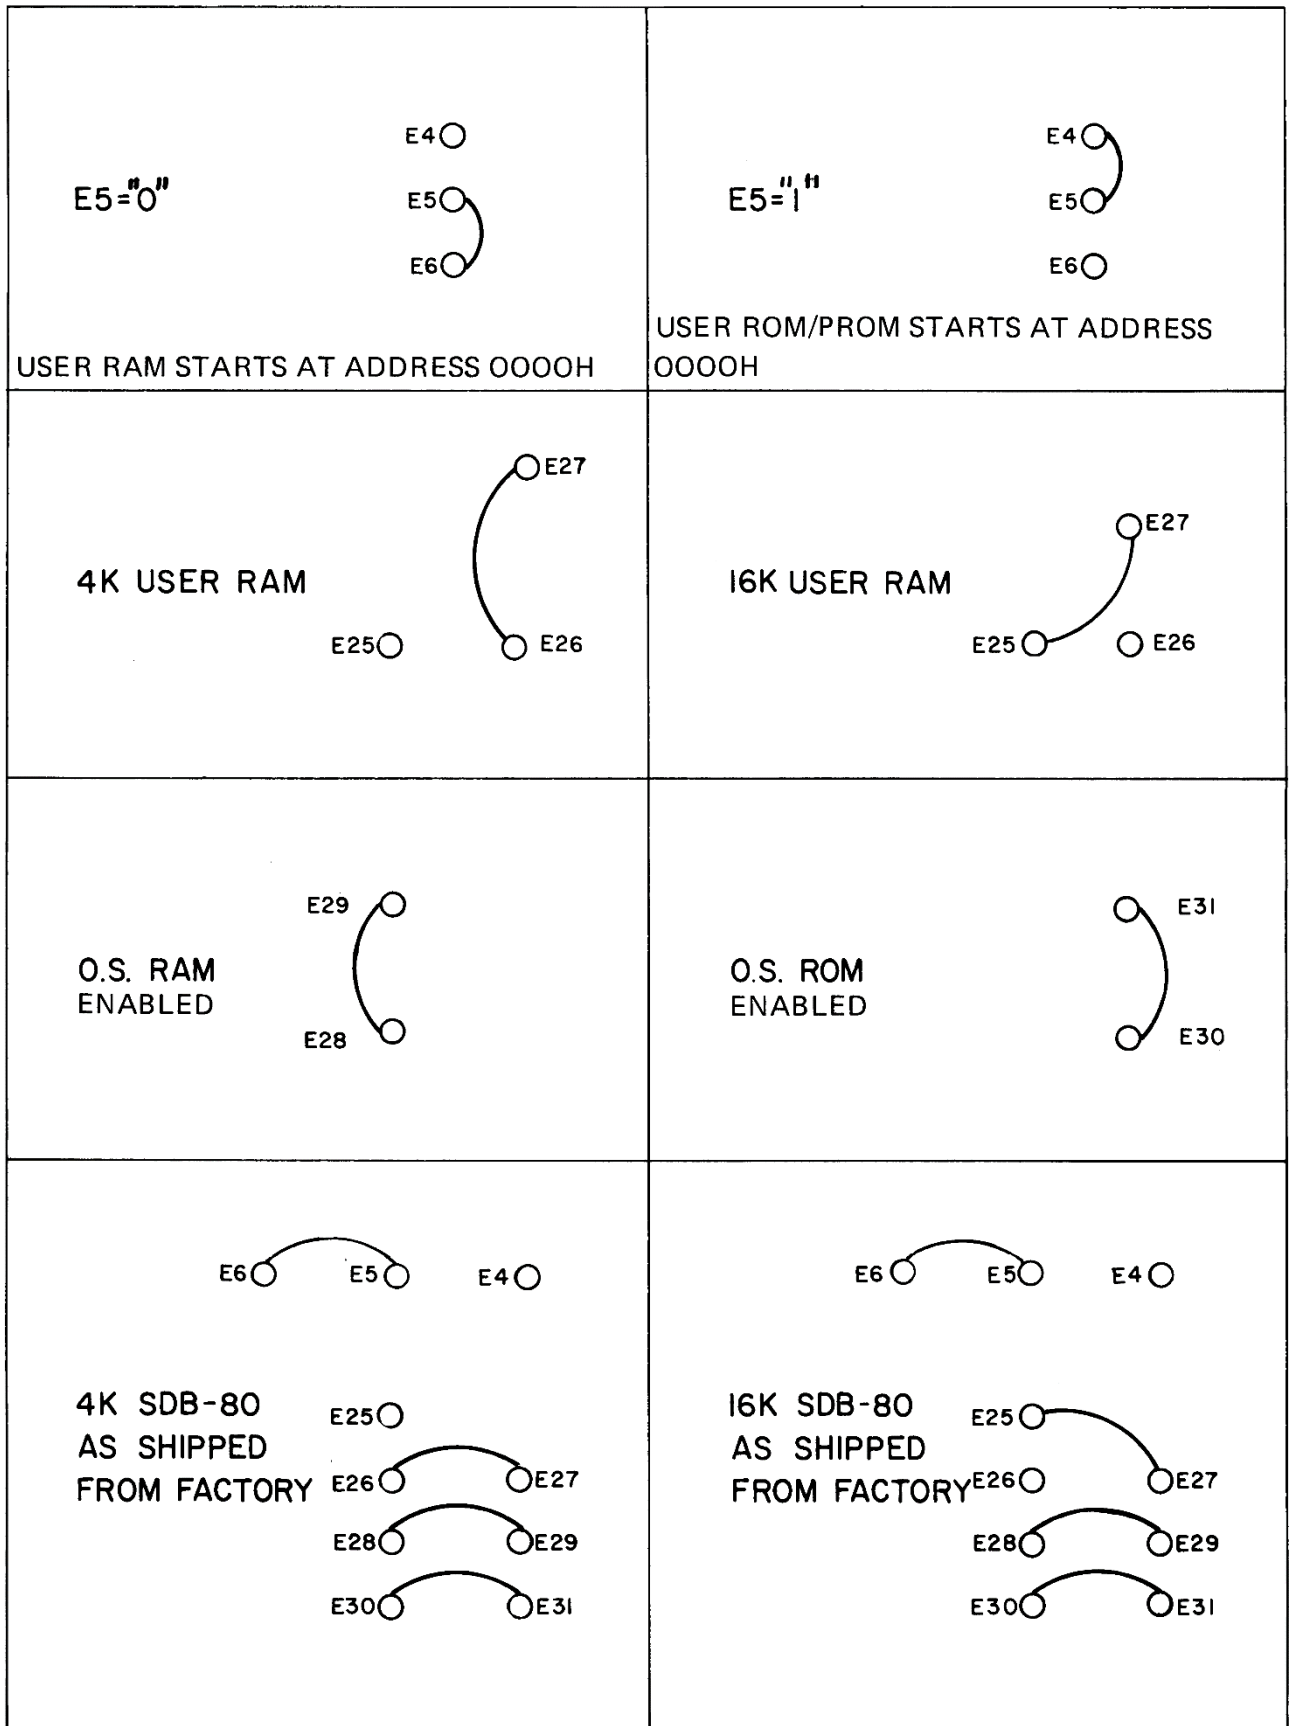 E4
E5="0"
E5
E6
USER RAM STARTS AT ADDRESS 0000H
E4
E5="1"
E5
E6
USER ROM/PROM STARTS AT ADDRESS
0000H
E27
4K USER RAM
E25
E26
E27
16K USER RAM
E25
E26
E29
O.S. RAM
ENABLED
E28
E31
O.S. ROM
ENABLED
E30
E6 E5 E4
4K SDB-80
AS SHIPPED
FROM FACTORY
E25
E26 E27
E28 E29
E30 E31
E6 E5 E4
16K SDB-80
AS SHIPPED
FROM FACTORY
E25
E26 E27
E28 E29
E30 E31